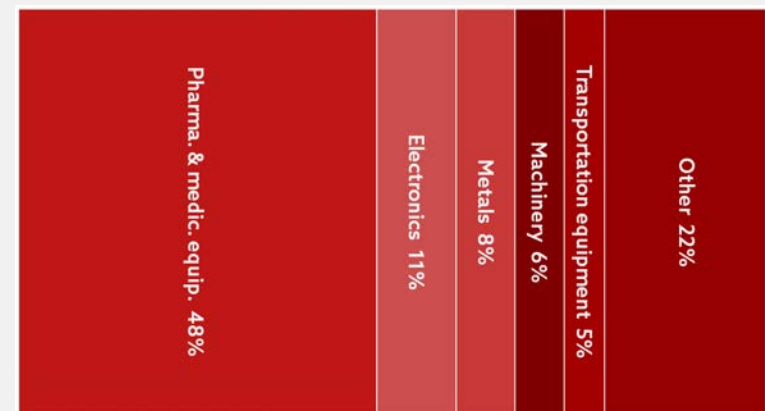 Pharma. & medic. equip. 48%
Electronics 11%
Metals 8%
Machinery 6%
Transportation equipment 5%
Other 22%